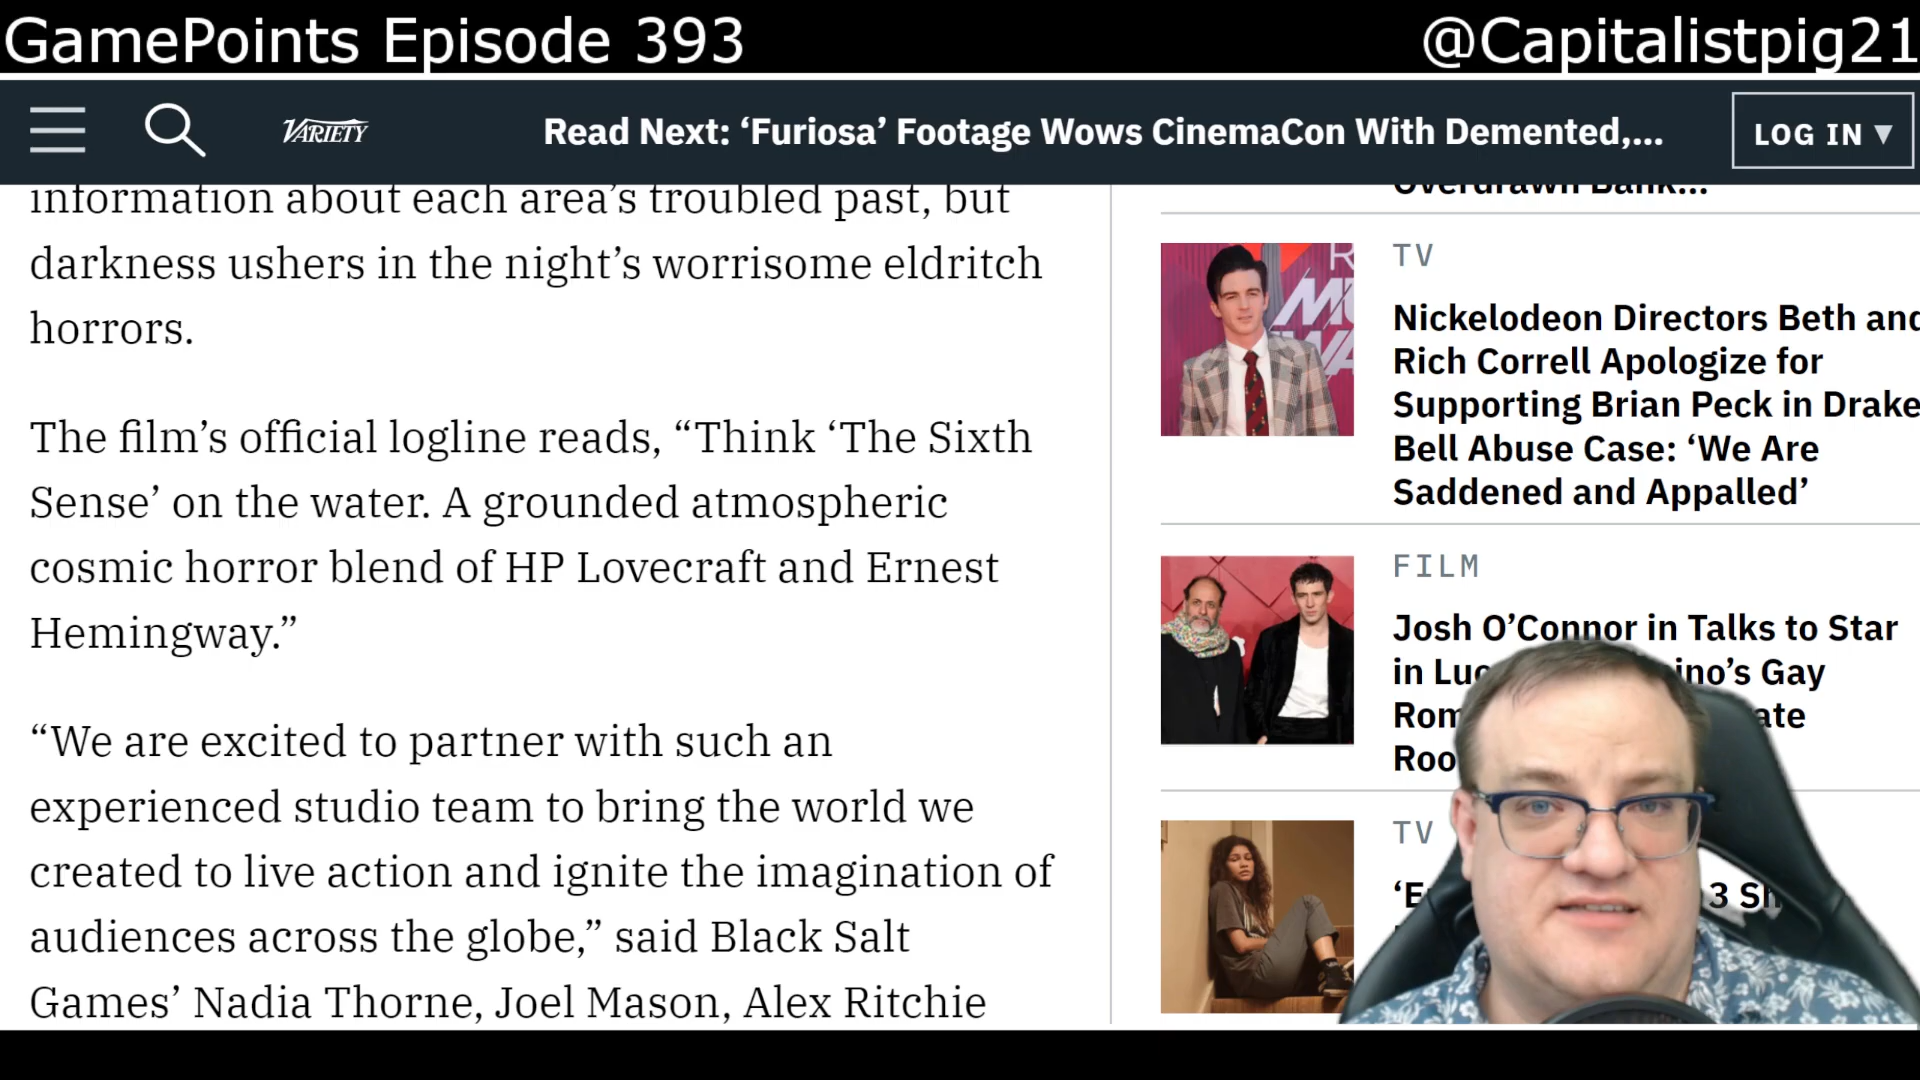 GamePoints Episode 393
@Capitalistpig21
VARIETY
Read Next: ‘Furiosa’ Footage Wows CinemaCon With Demented,...
LOG IN ▼
information about each area’s troubled past, but
darkness ushers in the night’s worrisome eldritch
horrors.
The film’s official logline reads, “Think ‘The Sixth
Sense’ on the water. A grounded atmospheric
cosmic horror blend of HP Lovecraft and Ernest
Hemingway.”
“We are excited to partner with such an
experienced studio team to bring the world we
created to live action and ignite the imagination of
audiences across the globe,” said Black Salt
Games’ Nadia Thorne, Joel Mason, Alex Ritchie
Overdrawn Bank...
TV
Nickelodeon Directors Beth and
Rich Correll Apologize for
Supporting Brian Peck in Drake
Bell Abuse Case: ‘We Are
Saddened and Appalled’
FILM
Josh O’Connor in Talks to Star
in Gay
TV
3